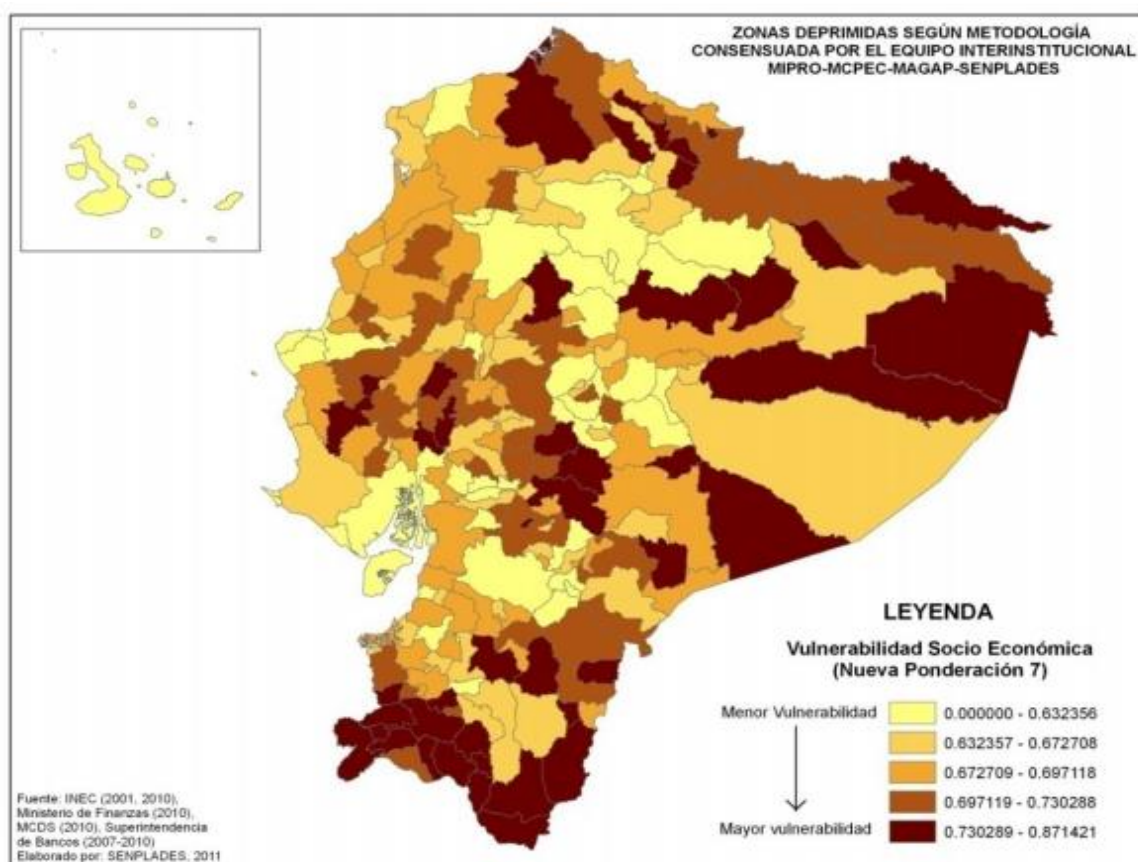 ZONAS DEPRIMIDAS SEGÚN METODOLOGÍA
CONSENSUADA POR EL EQUIPO INTERINSTITUCIONAL
MIPRO-MCPEC-MAGAP-SENPLADES
LEYENDA
Vulnerabilidad Socio Económica
(Nueva Ponderación 7)
Menor Vulnerabilidad
0.000000 - 0.632356
0.632357 - 0.672708
0.672709 - 0.697118
0.697119 - 0.730288
Mayor vulnerabilidad
0.730289 - 0.871421
Fuente: INEC (2001, 2010),
Ministerio de Finanzas (2010),
MCDS (2010), Superintendencia
de Bancos (2007-2010)
Elaborado por: SENPLADES, 2011